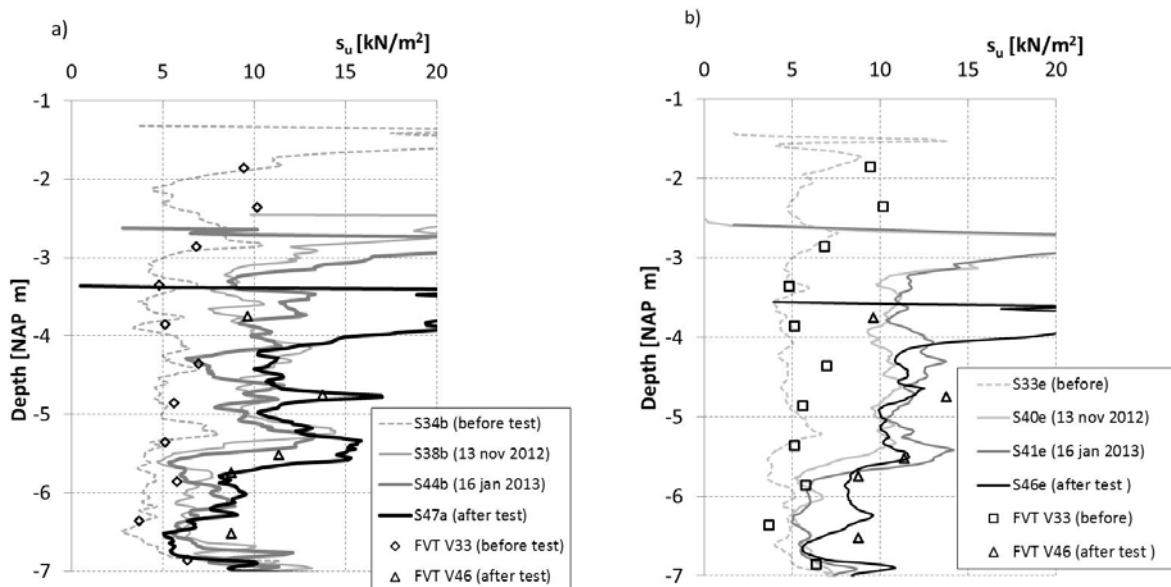 a)
s_u [kN/m²]
0 5 10 15 20
-1
-2
-3
-4
-5
-6
-7
Depth [NAP m]
S34b (before test)
S38b (13 nov 2012)
S44b (16 jan 2013)
S47a (after test)
FVT V33 (before test)
FVT V46 (after test)
b)
s_u [kN/m²]
0 5 10 15 20
-1
-2
-3
-4
-5
-6
-7
Depth [NAP m]
S33e (before)
S40e (13 nov 2012)
S41e (16 jan 2013)
S46e (after test )
FVT V33 (before)
FVT V46 (after test)